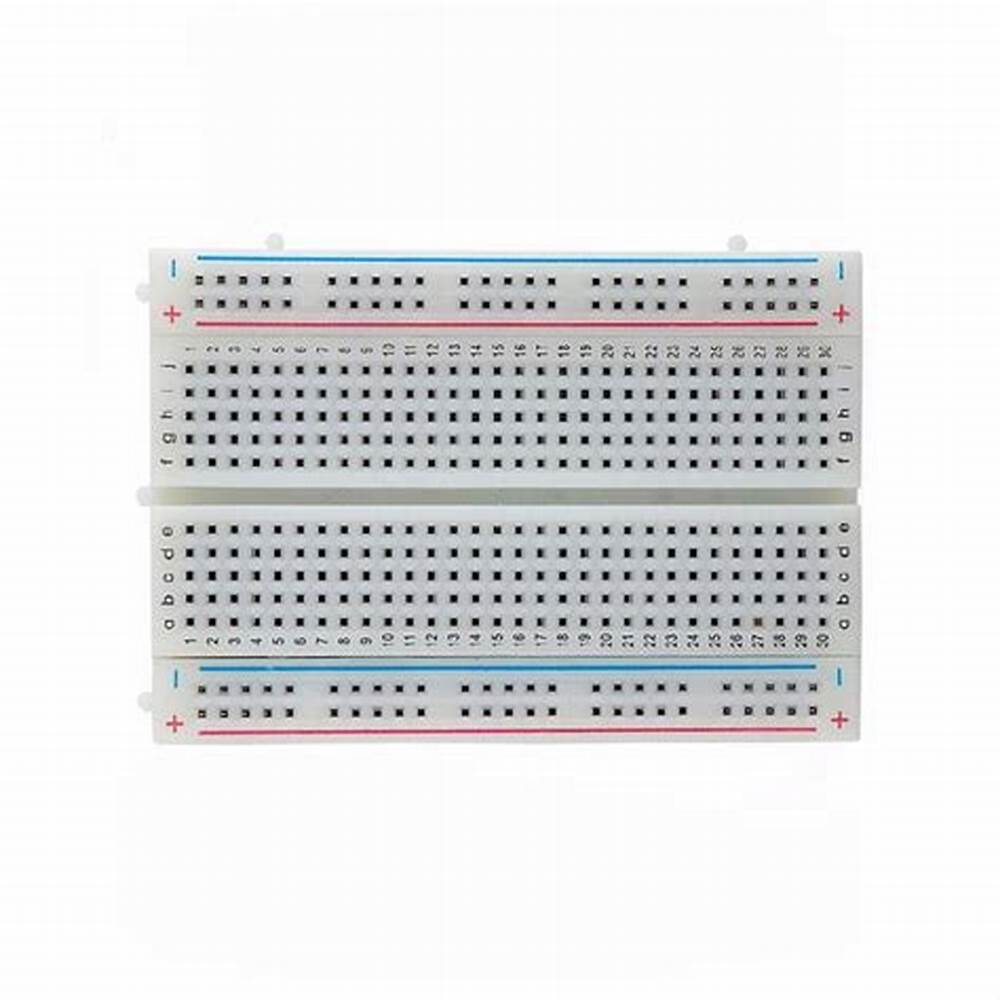 − −
+ +
1 2 3 4 5 6 7 8 9 10 11 12 13 14 15 16 17 18 19 20 21 22 23 24 25 26 27 28 29 30
j j
i i
h h
g g
f f
e e
d d
c c
b b
a a
1 2 3 4 5 6 7 8 9 10 11 12 13 14 15 16 17 18 19 20 21 22 23 24 25 26 27 28 29 30
− −
+ +